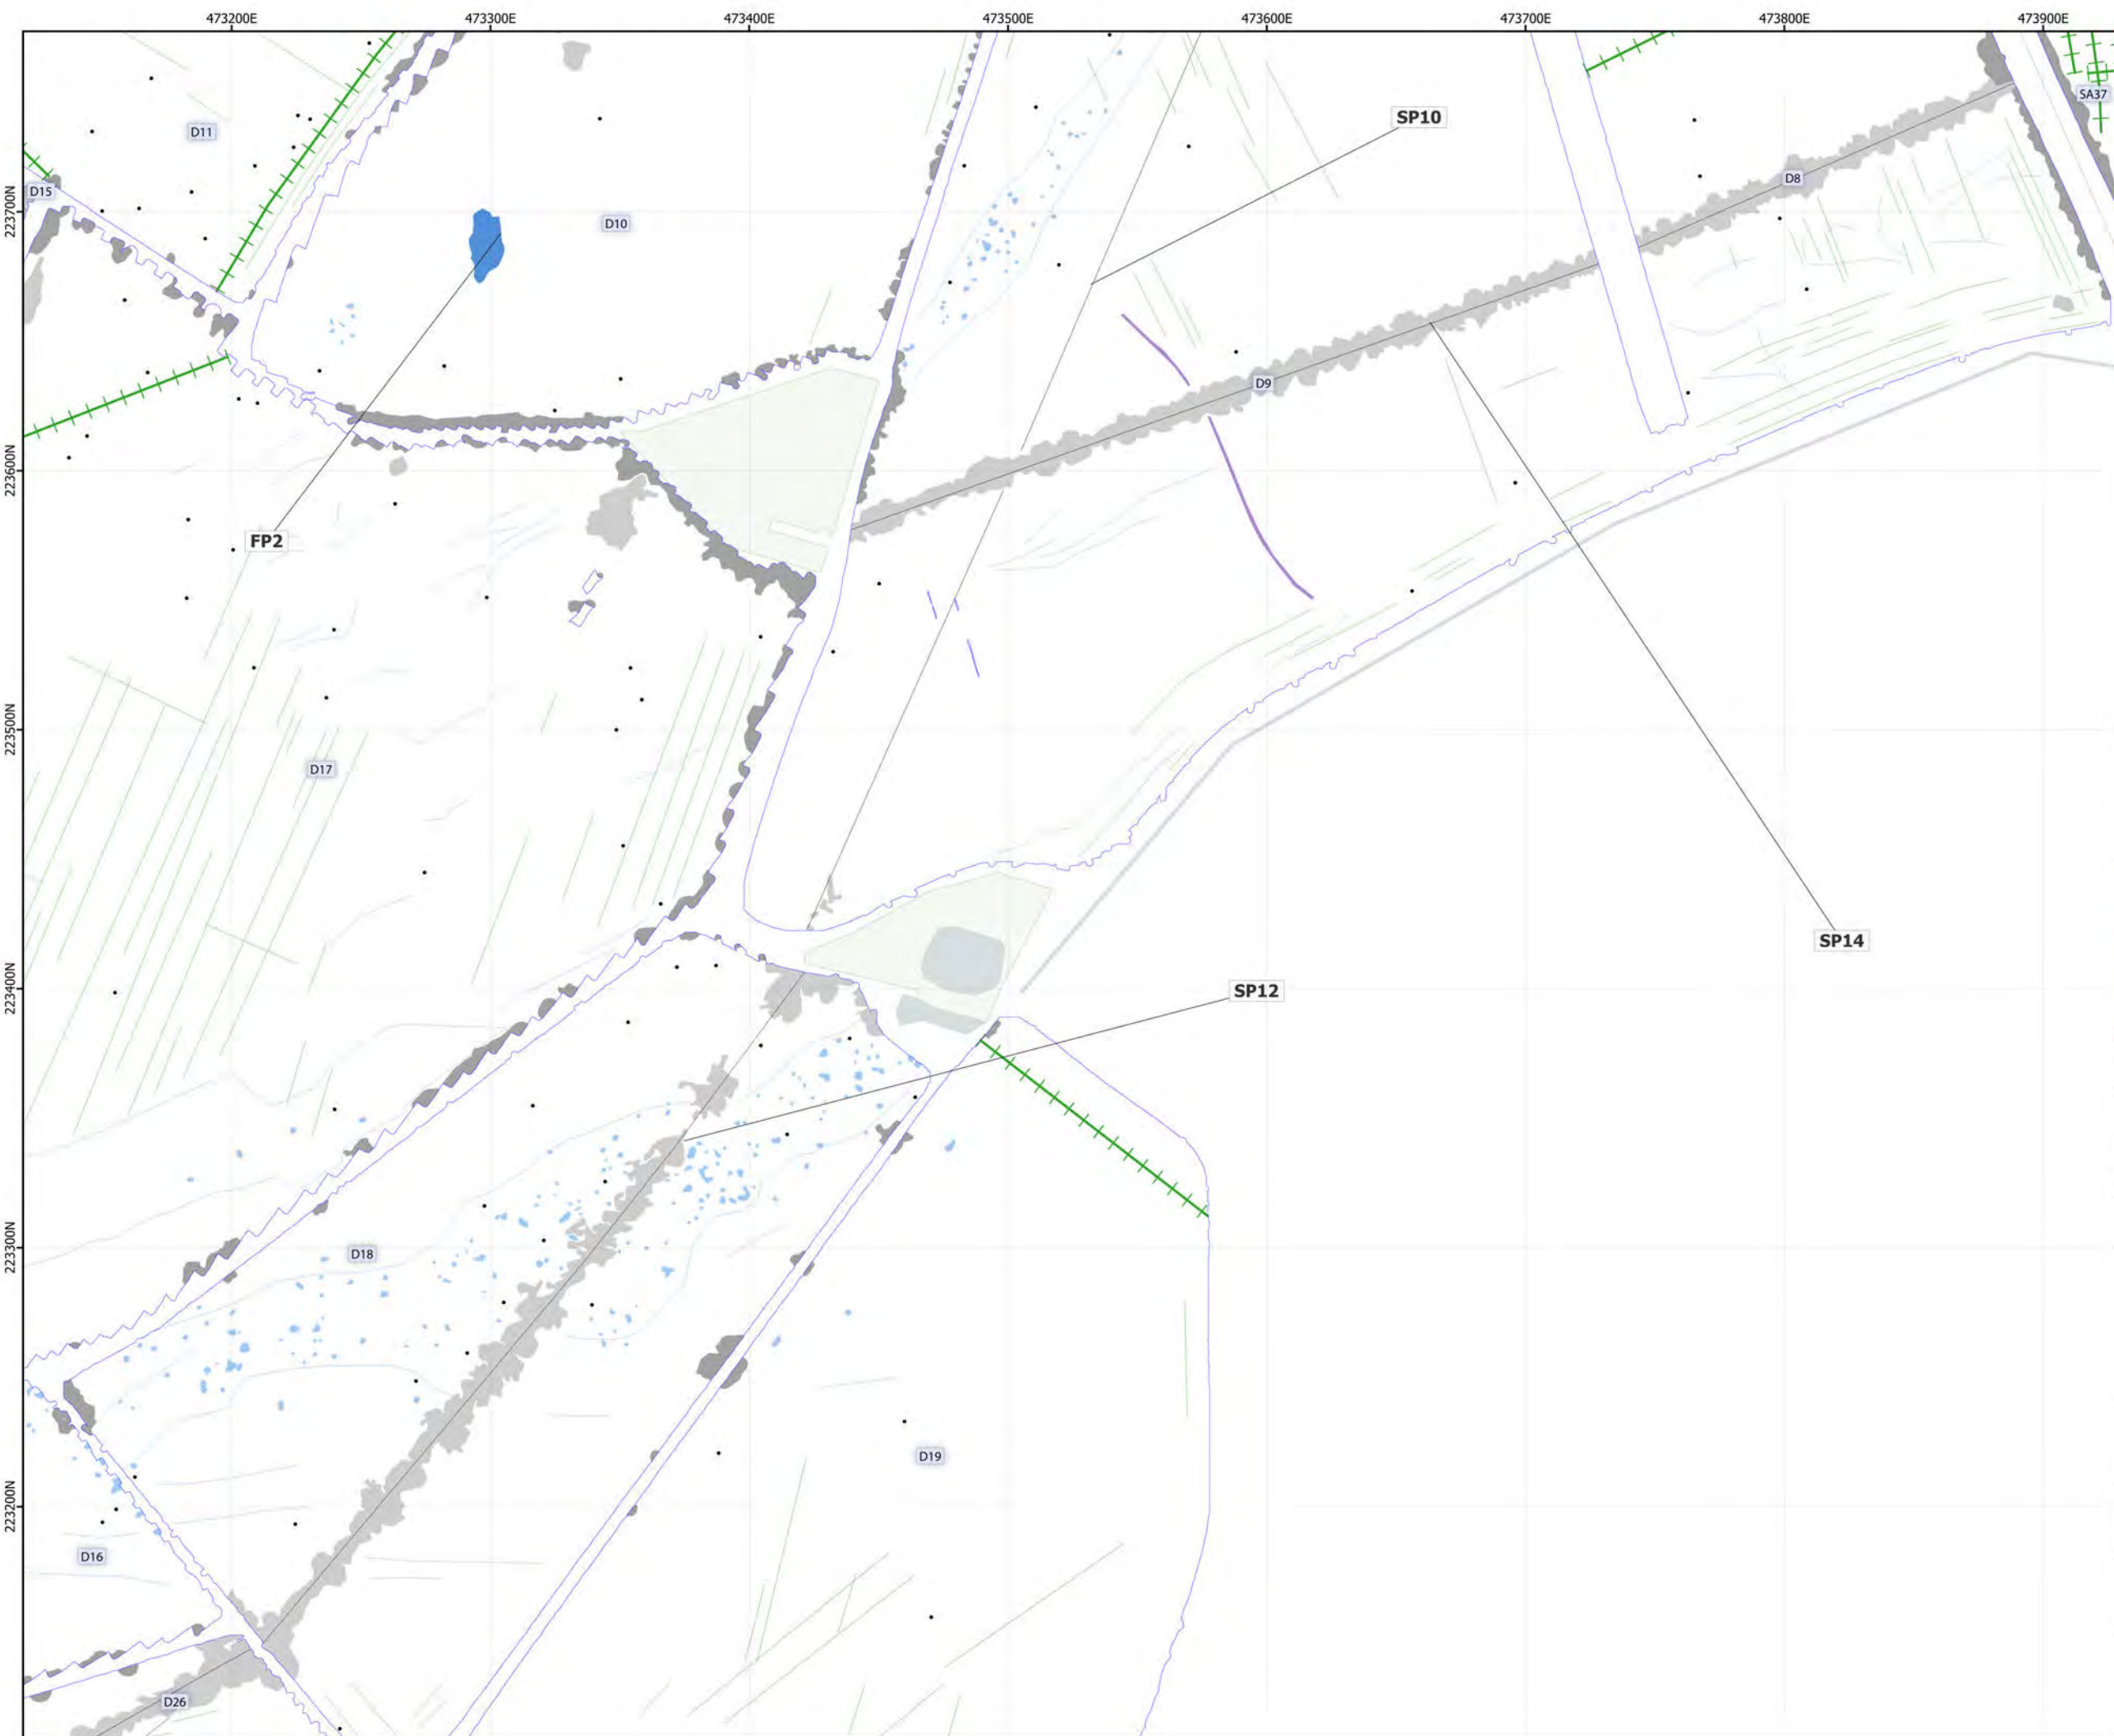 473200E 473300E 473400E 473500E 473600E 473700E 473800E 473900E
SA37
SP10
D11
D8
D15
223700N
D10
D9
223600N
FP2
223500N
D17
SP14
223400N
SP12
223300N
D18
D19
223200N
D16
D26